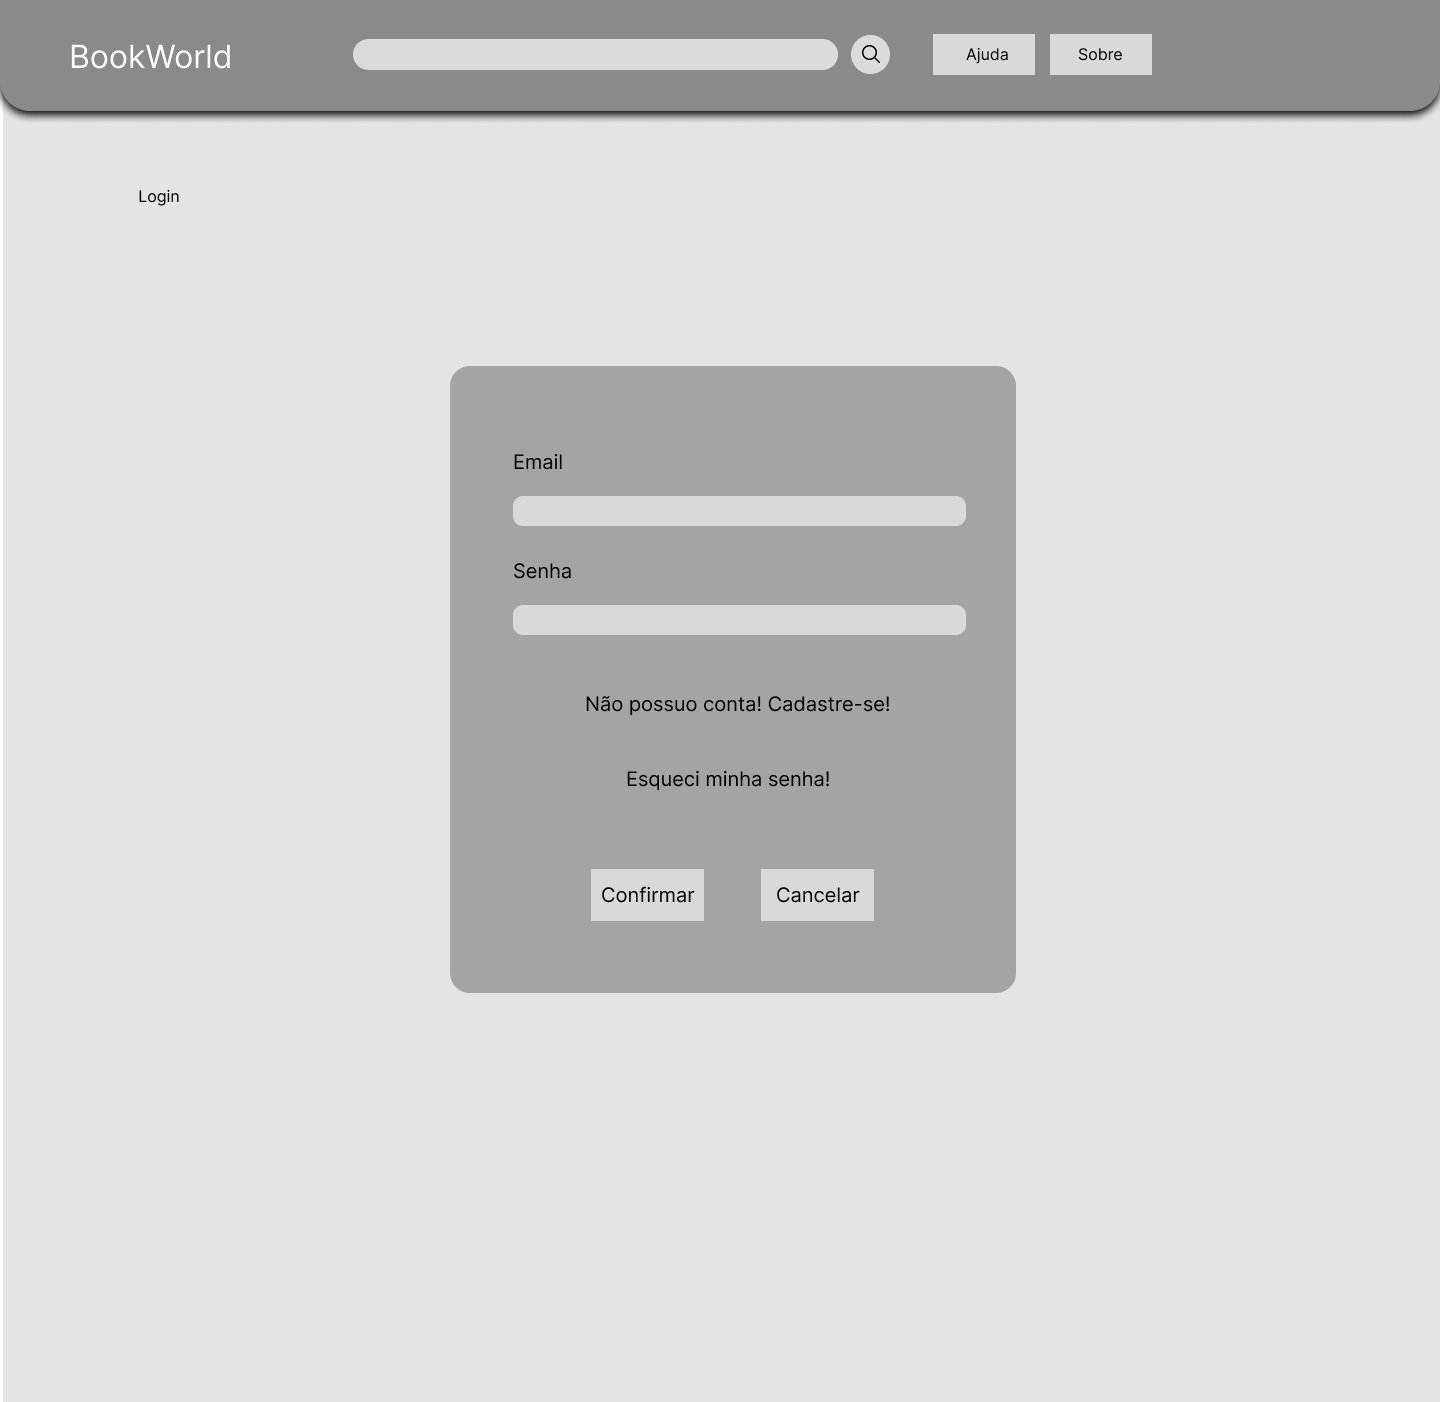 BookWorld
Ajuda
Sobre
Login
Email
Senha
Não possuo conta! Cadastre-se!
Esqueci minha senha!
Confirmar
Cancelar